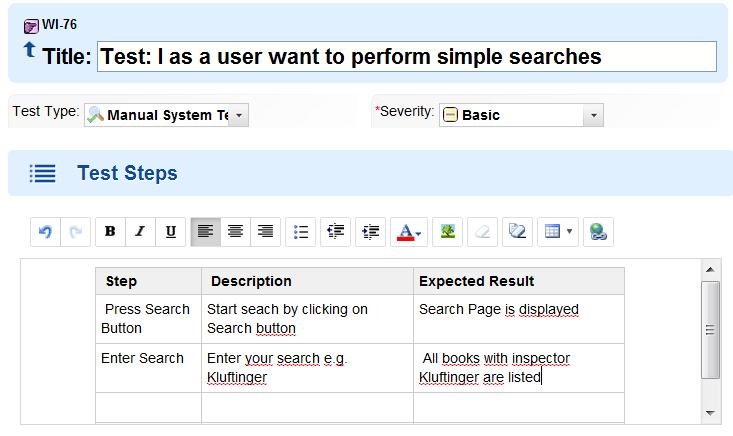 WI-76
Title: Test: I as a user want to perform simple searches
Test Type: Manual System Te *Severity: Basic
Test Steps
B I U A
Step Description Expected Result
Press Search Start seach by clicking on Search Page is displayed
Button Search button
Enter Search Enter your search e.g. All books with inspector
Kluftinger Kluftinger are listed